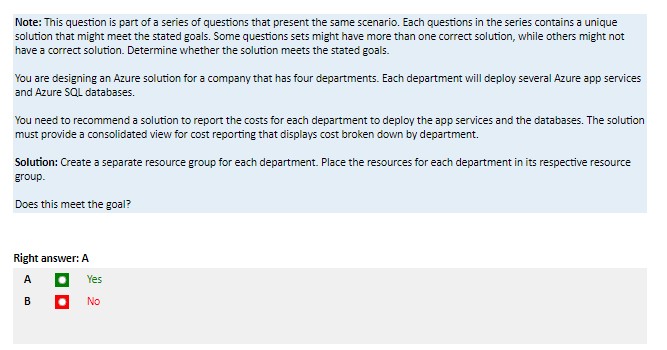 Note: This question is part of a series of questions that present the same scenario. Each questions in the series contains a unique
solution that might meet the stated goals. Some questions sets might have more than one correct solution, while others might not
have a correct solution. Determine whether the solution meets the stated goals.
You are designing an Azure solution for a company that has four departments. Each department will deploy several Azure app services
and Azure SQL databases.
You need to recommend a solution to report the costs for each department to deploy the app services and the databases. The solution
must provide a consolidated view for cost reporting that displays cost broken down by department.
Solution: Create a separate resource group for each department. Place the resources for each department in its respective resource
group.
Does this meet the goal?
Right answer: A
A Yes
B No